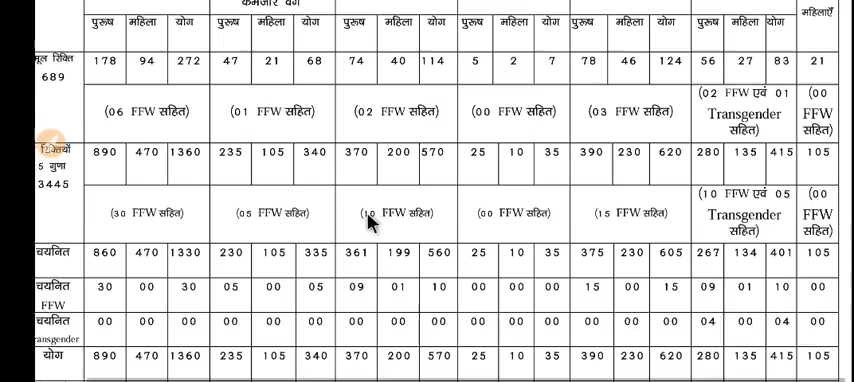 कमजोर वर्ग
महिलाएँ
पुरूष महिला योग पुरूष महिला योग पुरूष महिला योग पुरूष महिला योग पुरूष महिला योग पुरूष महिला योग
मूल रिक्ति 178 94 272 47 21 68 74 40 114 5 2 7 78 46 124 56 27 83 21
689
(06 FFW सहित) (01 FFW सहित) (02 FFW सहित) (00 FFW सहित) (03 FFW सहित) (02 FFW एवं 01 Transgender सहित) (00 FFW सहित)
रिक्तियों 890 470 1360 235 105 340 370 200 570 25 10 35 390 230 620 280 135 415 105
5 गुणा
3445
(30 FFW सहित) (05 FFW सहित) (10 FFW सहित) (00 FFW सहित) (15 FFW सहित) (10 FFW एवं 05 Transgender सहित) (00 FFW सहित)
चयनित 860 470 1330 230 105 335 361 199 560 25 10 35 375 230 605 267 134 401 105
चयनित 30 00 30 05 00 05 09 01 10 00 00 00 15 00 15 09 01 10 00
FFW
चयनित 00 00 00 00 00 00 00 00 00 00 00 00 00 00 00 04 00 04 00
ransgender
योग 890 470 1360 235 105 340 370 200 570 25 10 35 390 230 620 280 135 415 105